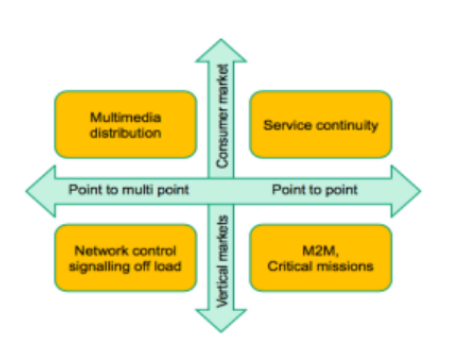 Consumer market
Multimedia
distribution
Service continuity
Point to multi point
Point to point
Network control
signalling off load
Vertical markets
M2M,
Critical missions